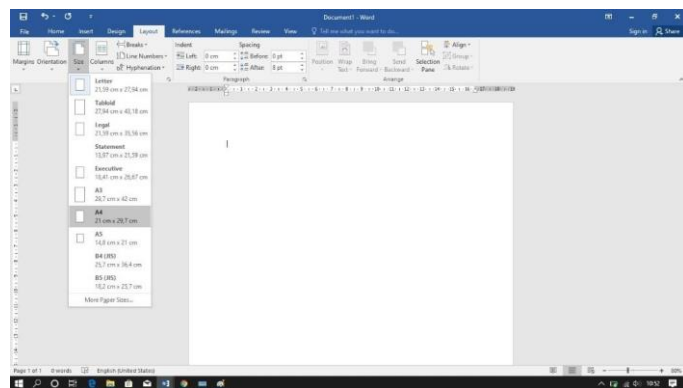 Document1 - Word
File Home Insert Design Layout References Mailings Review View Tell me what you want to do... Sign in Share
Margins Orientation Size Columns
Breaks
Line Numbers
Hyphenation
Indent
Left: 0 cm
Right: 0 cm
Spacing
Before: 0 pt
After: 8 pt
Position Wrap Text Bring Forward Send Backward Selection Pane
Align
Group
Rotate
Paragraph Arrange
Letter
21,59 cm x 27,94 cm
Tabloid
27,94 cm x 43,18 cm
Legal
21,59 cm x 35,56 cm
Statement
13,97 cm x 21,59 cm
Executive
18,41 cm x 26,67 cm
A3
29,7 cm x 42 cm
A4
21 cm x 29,7 cm
A5
14,8 cm x 21 cm
B4 (JIS)
25,7 cm x 36,4 cm
B5 (JIS)
18,2 cm x 25,7 cm
More Paper Sizes...
Page 1 of 1 0 words English (United States) 80%
10:52